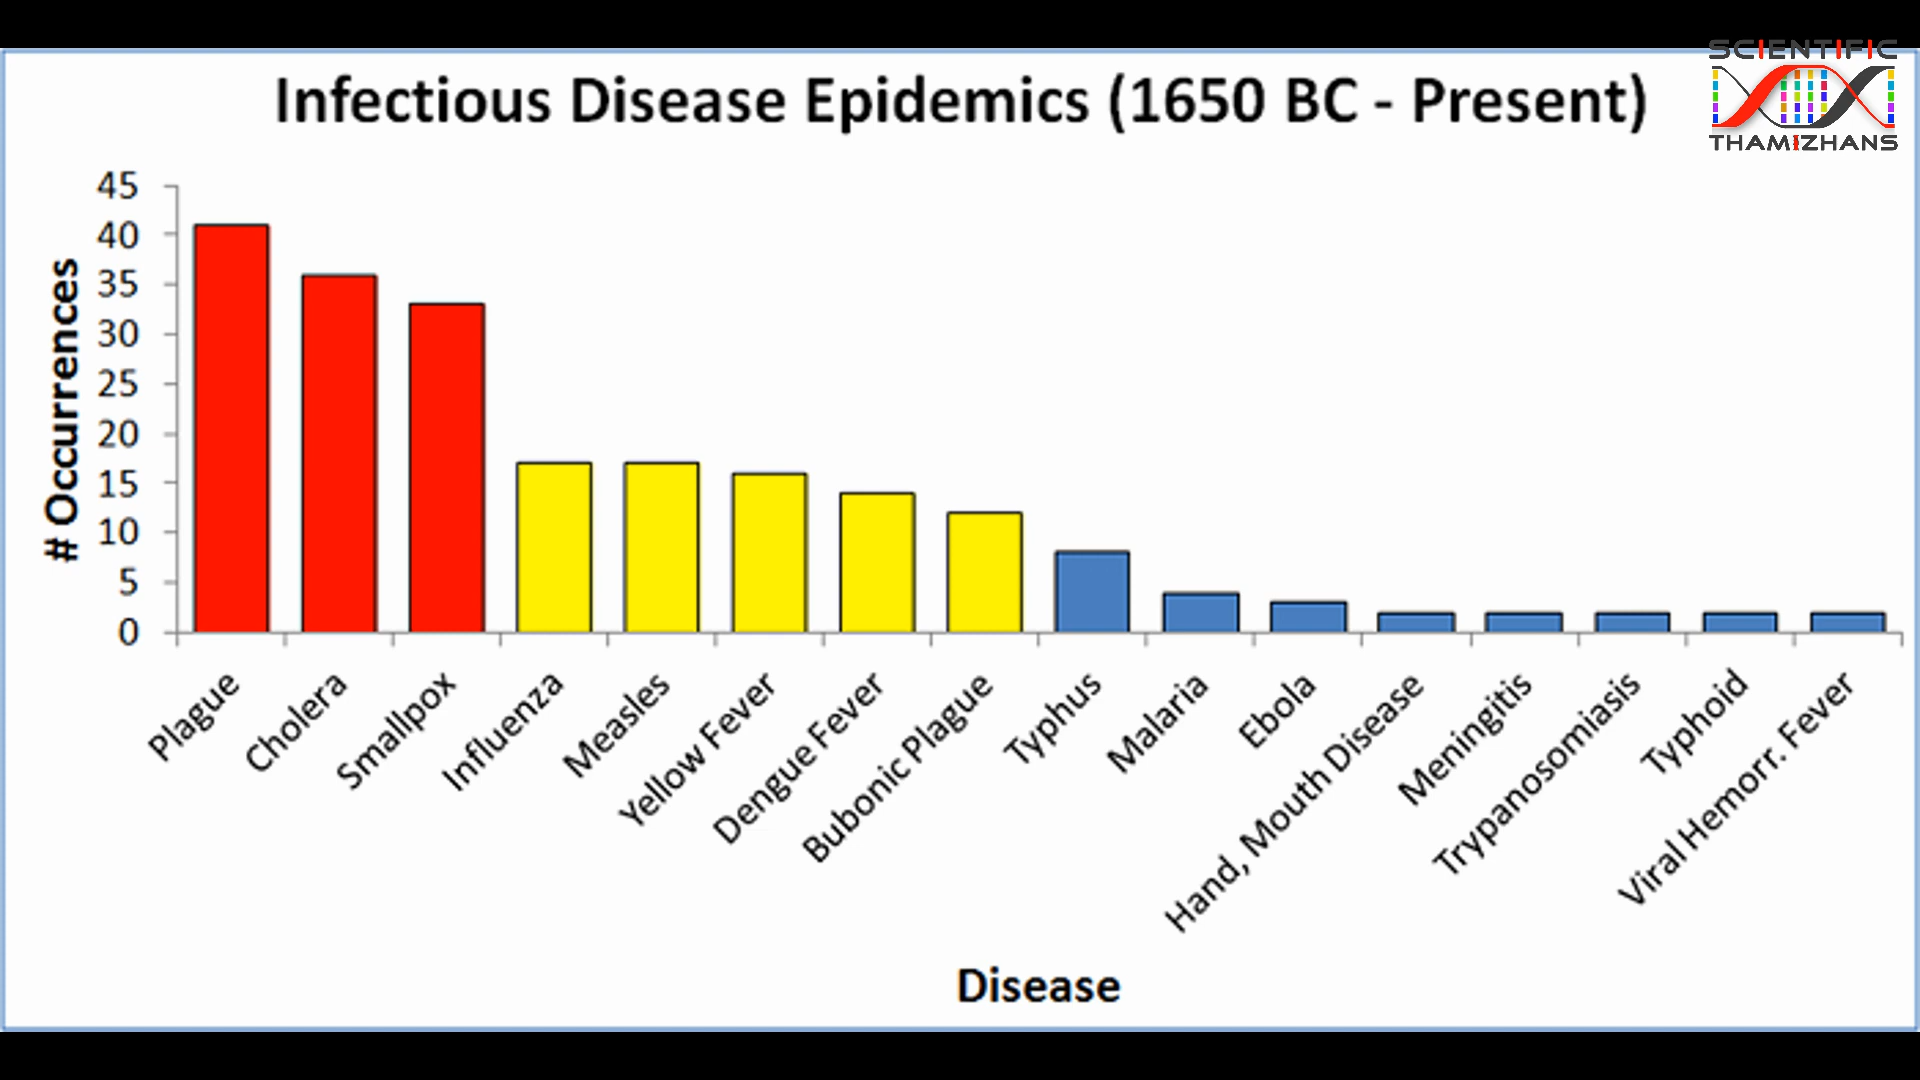 SCIENTIFIC
THAMIZHANS
Infectious Disease Epidemics (1650 BC - Present)
# Occurrences
45
40
35
30
25
20
15
10
5
0
Plague
Cholera
Smallpox
Influenza
Measles
Yellow Fever
Dengue Fever
Bubonic Plague
Typhus
Malaria
Ebola
Hand, Mouth Disease
Meningitis
Trypanosomiasis
Typhoid
Viral Hemorr. Fever
Disease